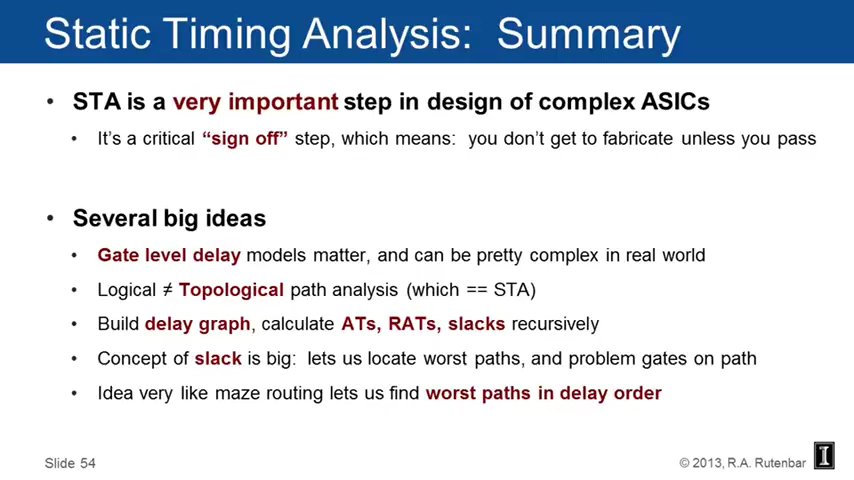 Static Timing Analysis: Summary
• STA is a very important step in design of complex ASICs
• It's a critical “sign off” step, which means: you don't get to fabricate unless you pass
• Several big ideas
• Gate level delay models matter, and can be pretty complex in real world
• Logical ≠ Topological path analysis (which == STA)
• Build delay graph, calculate ATs, RATs, slacks recursively
• Concept of slack is big: lets us locate worst paths, and problem gates on path
• Idea very like maze routing lets us find worst paths in delay order
Slide 54
© 2013, R.A. Rutenbar
I